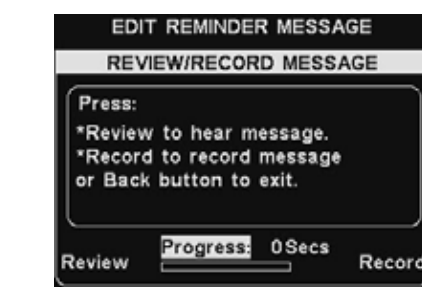 EDIT REMINDER MESSAGE
REVIEW/RECORD MESSAGE
Press:
*Review to hear message.
*Record to record message
or Back button to exit.
Progress: 0Secs
Review Record